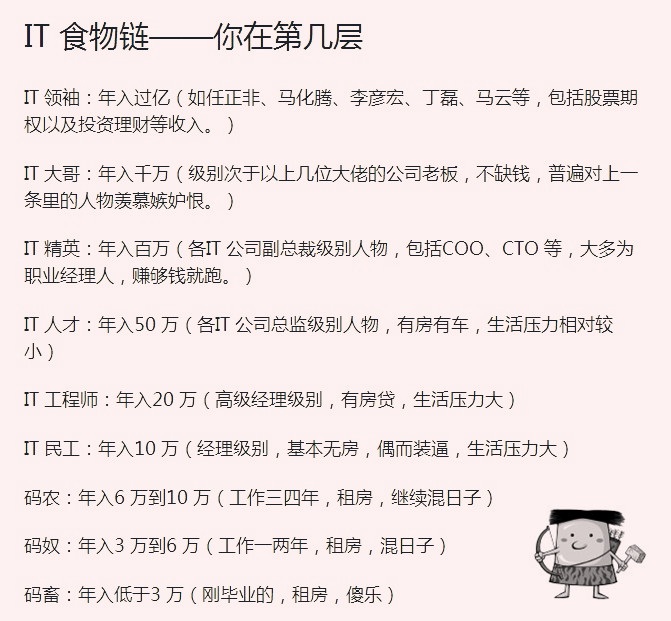 IT 食物链——你在第几层
IT 领袖：年入过亿（如任正非、马化腾、李彦宏、丁磊、马云等，包括股票期
权以及投资理财等收入。）
IT 大哥：年入千万（级别次于以上几位大佬的公司老板，不缺钱，普遍对上一
条里的人物羡慕嫉妒恨。）
IT 精英：年入百万（各IT 公司副总裁级别人物，包括COO、CTO 等，大多为
职业经理人，赚够钱就跑。）
IT 人才：年入50 万（各IT 公司总监级别人物，有房有车，生活压力相对较
小）
IT 工程师：年入20 万（高级经理级别，有房贷，生活压力大）
IT 民工：年入10 万（经理级别，基本无房，偶而装逼，生活压力大）
码农：年入6 万到10 万（工作三四年，租房，继续混日子）
码奴：年入3 万到6 万（工作一两年，租房，混日子）
码畜：年入低于3 万（刚毕业的，租房，傻乐）